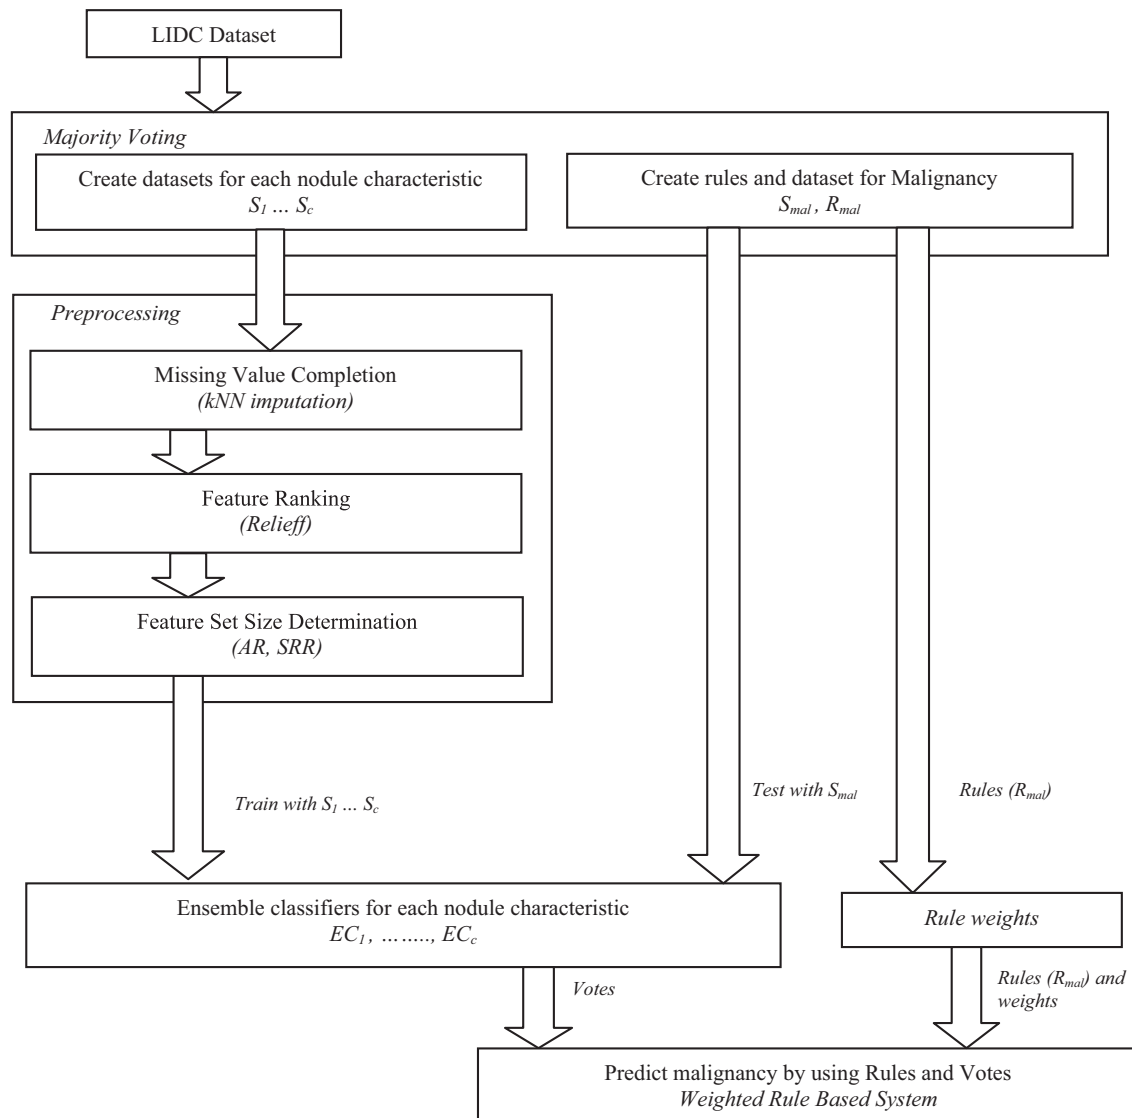 LIDC Dataset
Majority Voting
Create datasets for each nodule characteristic
S1 ... Sc
Create rules and dataset for Malignancy
Smal , Rmal
Preprocessing
Missing Value Completion
(kNN imputation)
Feature Ranking
(Relieff)
Feature Set Size Determination
(AR, SRR)
Train with S1 ... Sc
Test with Smal
Rules (Rmal)
Ensemble classifiers for each nodule characteristic
EC1 , …….., ECc
Rule weights
Votes
Rules (Rmal) and
weights
Predict malignancy by using Rules and Votes
Weighted Rule Based System